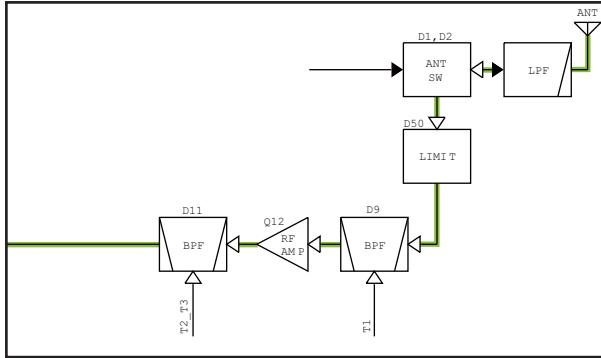 ANT
D1,D2
ANT
SW
LPF
D50
LIMIT
D11
BPF
Q12
RF
AMP
D9
BPF
T2_T3
T1